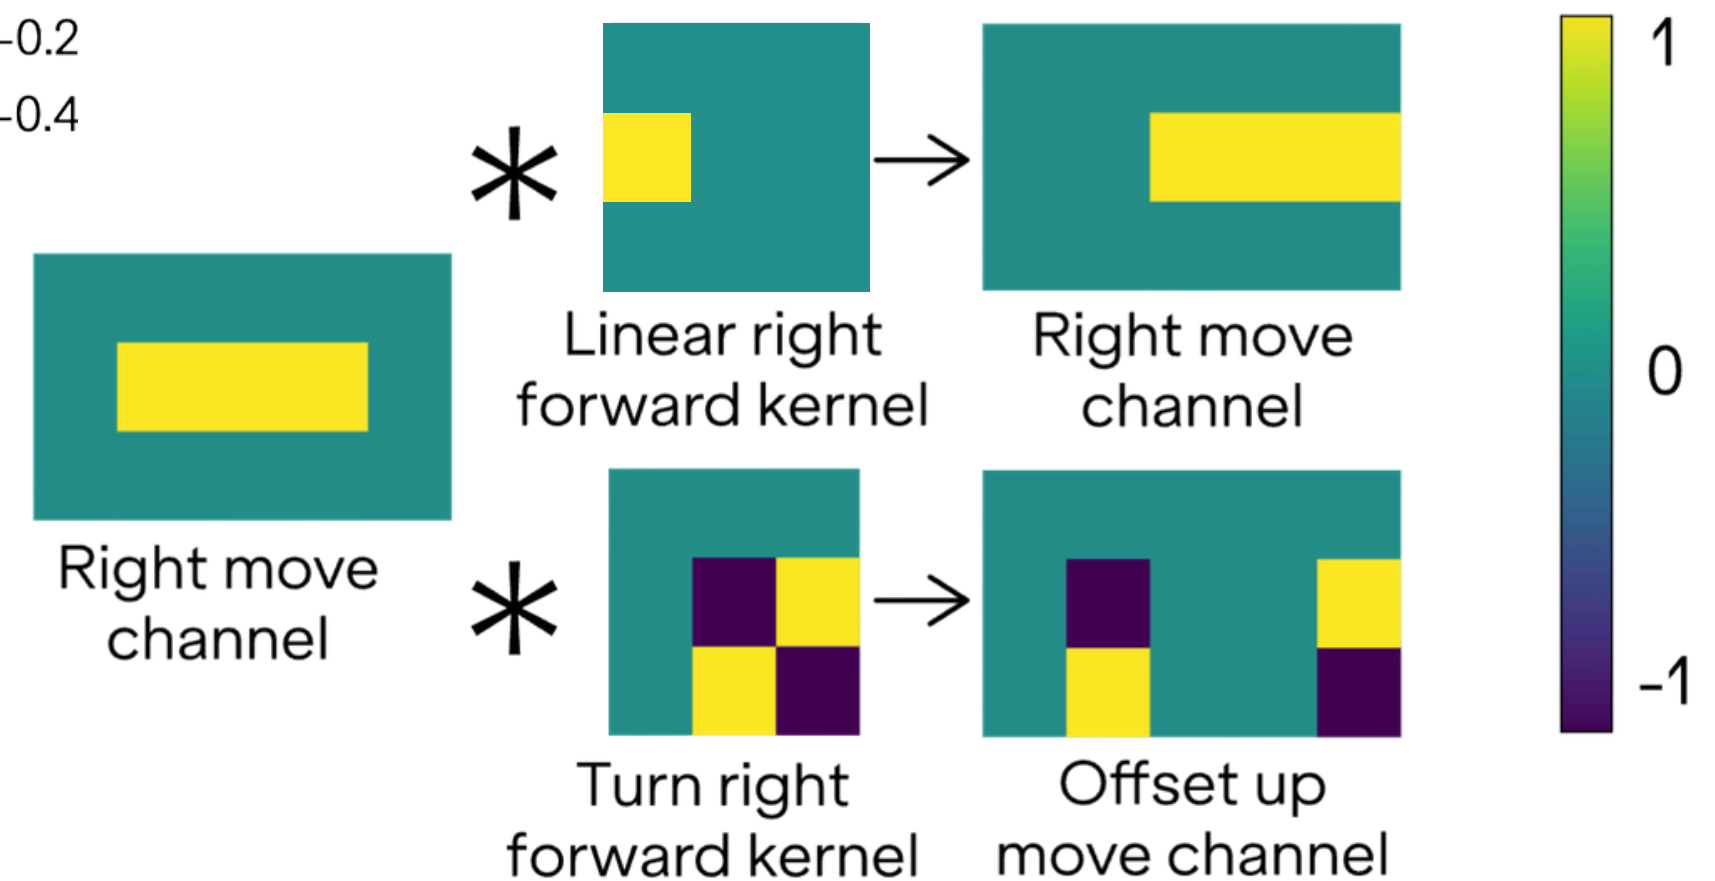 -0.2
-0.4
*
Linear right
forward kernel
Right move
channel
Right move
channel
*
Turn right
forward kernel
Offset up
move channel
1
0
-1